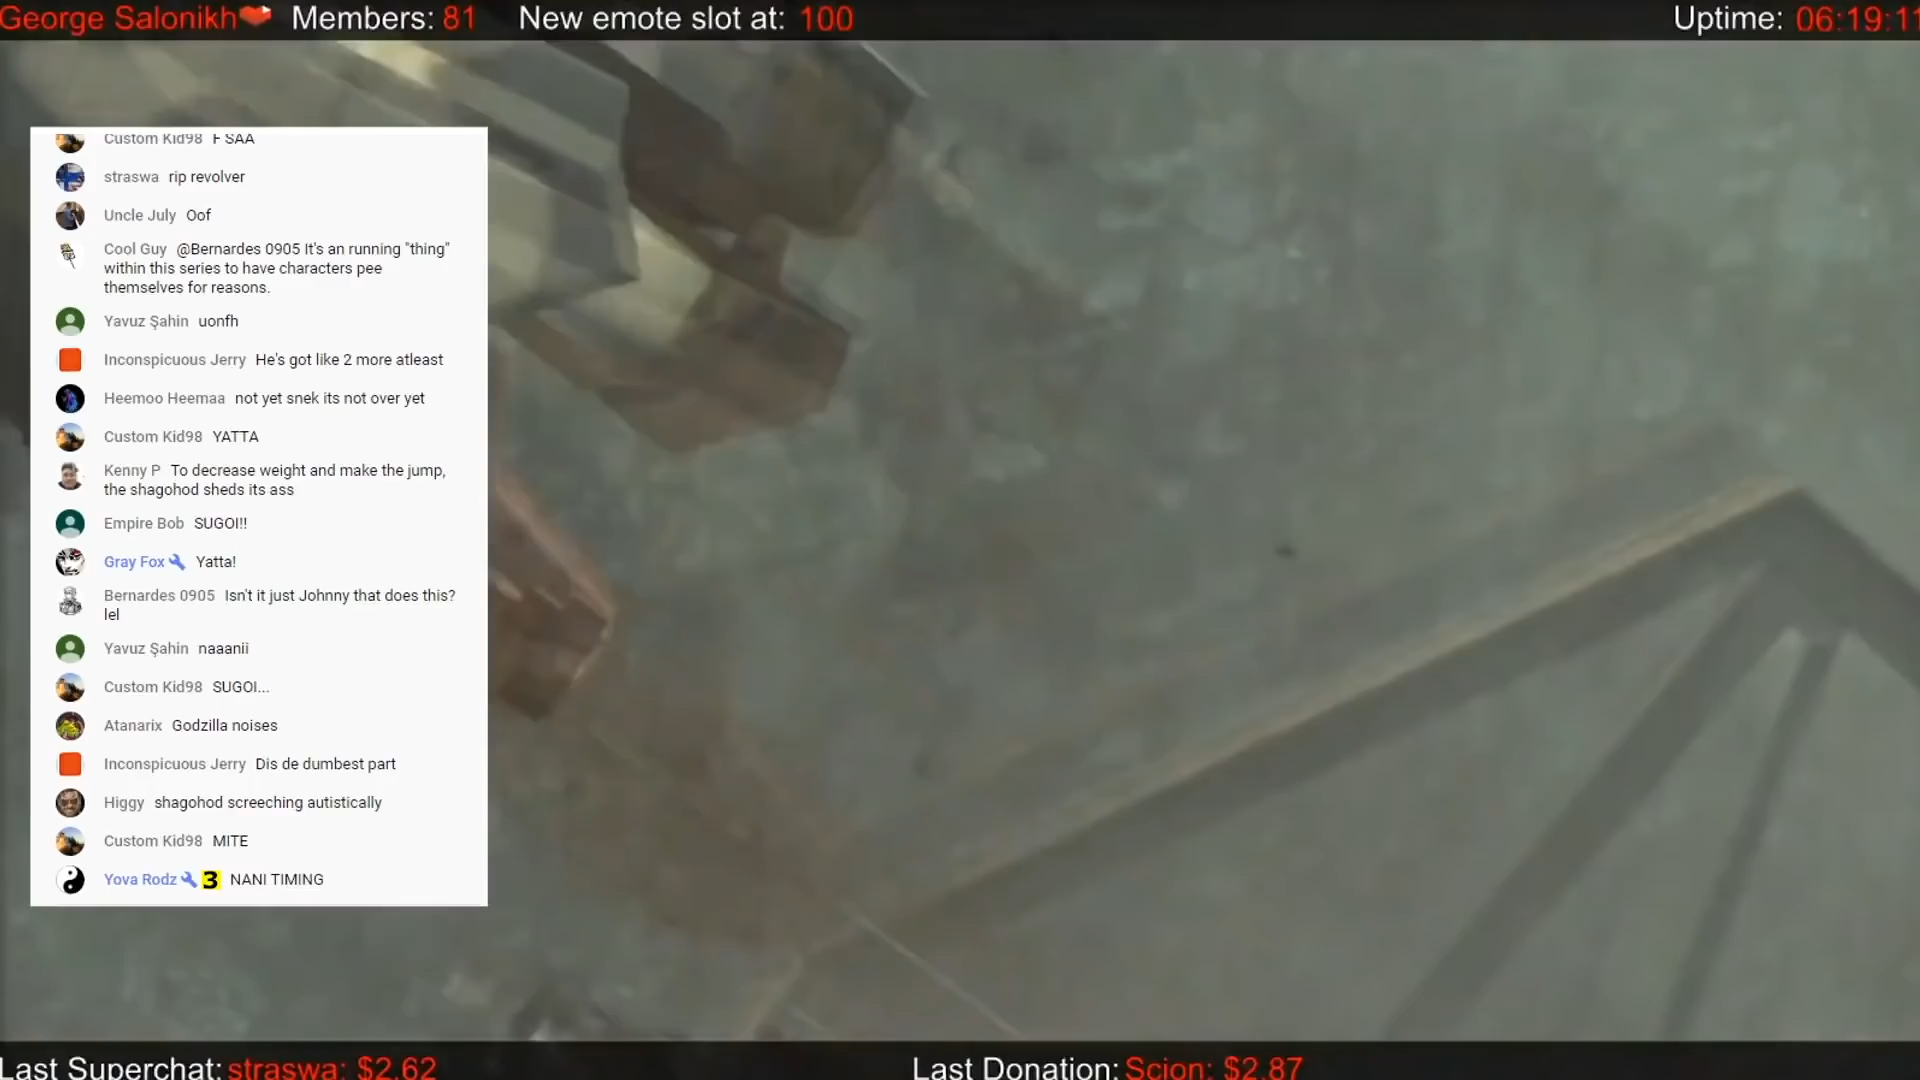 George Salonikh Members: 81 New emote slot at: 100 Uptime: 06:19:11
Custom Kid98 F SAA
straswa rip revolver
Uncle July Oof
Cool Guy @Bernardes 0905 It's an running "thing"
within this series to have characters pee
themselves for reasons.
Yavuz Şahin uonfh
Inconspicuous Jerry He's got like 2 more atleast
Heemoo Heemaa not yet snek its not over yet
Custom Kid98 YATTA
Kenny P To decrease weight and make the jump,
the shagohod sheds its ass
Empire Bob SUGOI!!
Gray Fox Yatta!
Bernardes 0905 Isn't it just Johnny that does this?
lel
Yavuz Şahin naaanii
Custom Kid98 SUGOI...
Atanarix Godzilla noises
Inconspicuous Jerry Dis de dumbest part
Higgy shagohod screeching autistically
Custom Kid98 MITE
Yova Rodz 3 NANI TIMING
Last Superchat: straswa: $2.62 Last Donation: Scion: $2.87